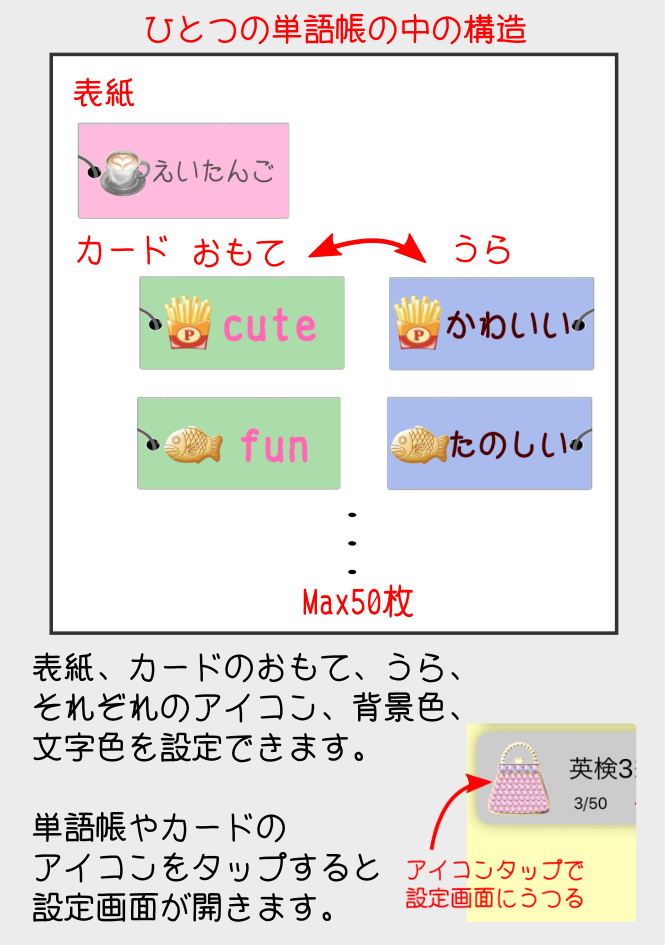 ひとつの単語帳の中の構造
表紙
えいたんご
カード おもて うら
P cute P かわいい
fun たのしい
Max50枚
表紙、カードのおもて、うら、
それぞれのアイコン、背景色、
文字色を設定できます。
英検3
3/50
単語帳やカードの
アイコンをタップすると
設定画面が開きます。
アイコンタップで
設定画面にうつる